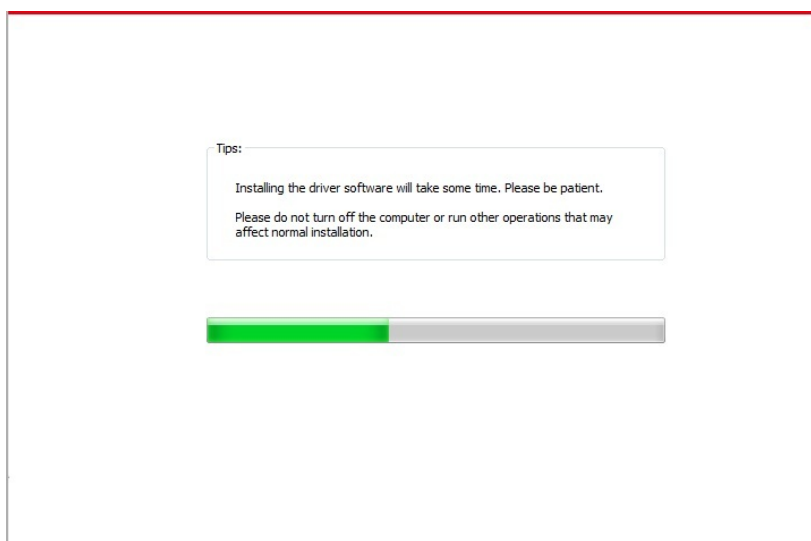 Tips:
Installing the driver software will take some time. Please be patient.
Please do not turn off the computer or run other operations that may
affect normal installation.